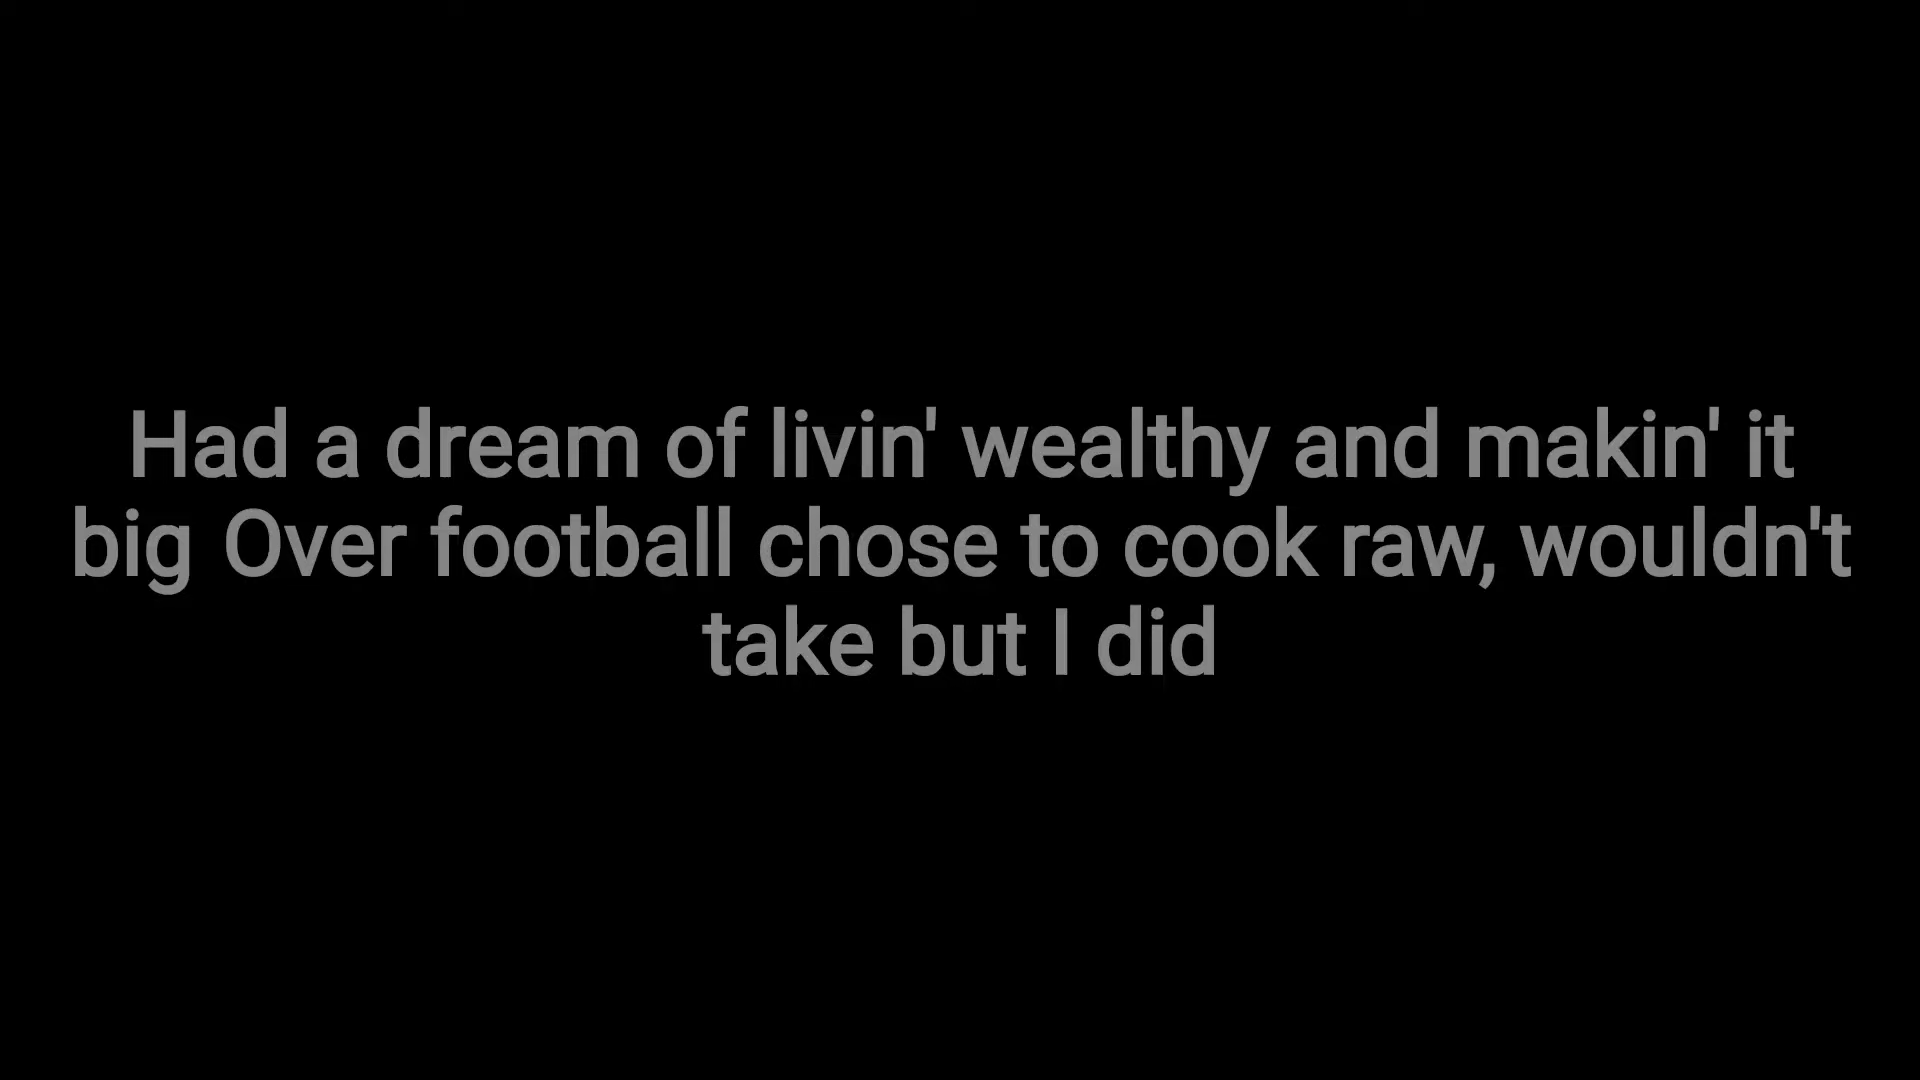 Had a dream of livin' wealthy and makin' it
big Over football chose to cook raw, wouldn't
take but I did